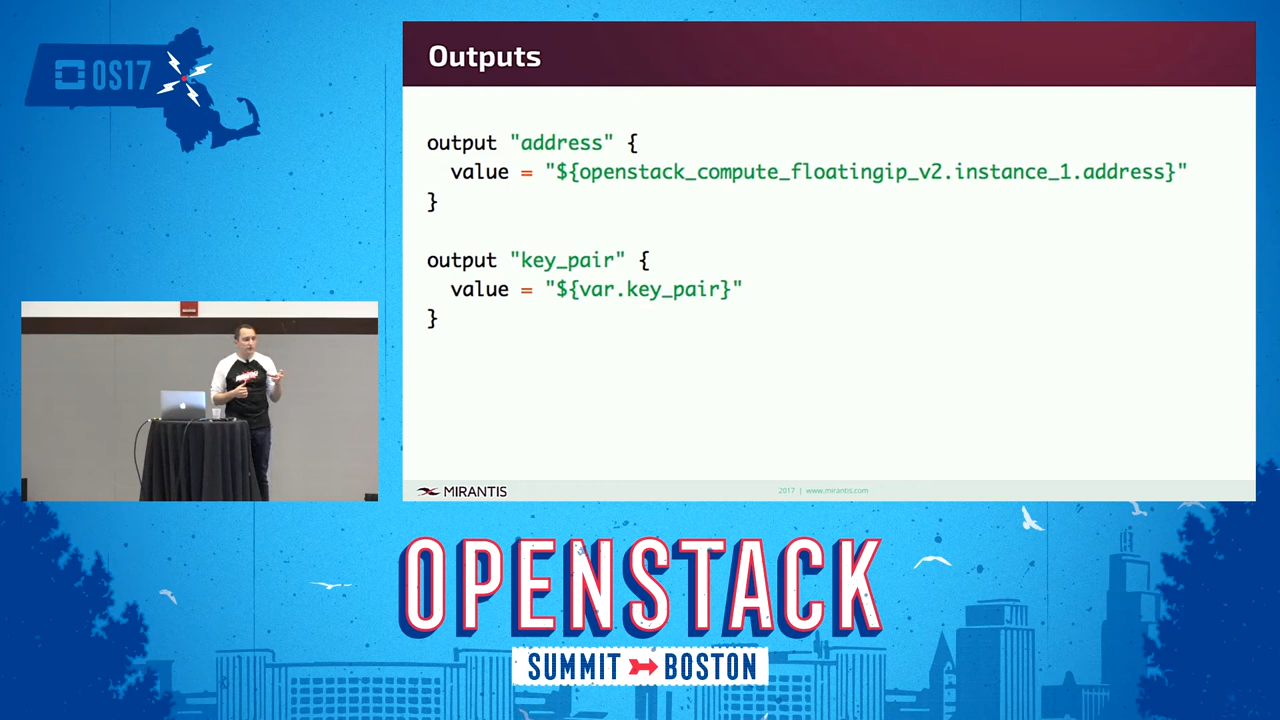 OS17
Outputs
output "address" {
value = "${openstack_compute_floatingip_v2.instance_1.address}"
}
output "key_pair" {
value = "${var.key_pair}"
}
MIRANTIS
2017 | www.mirantis.com
OPENSTACK
SUMMIT BOSTON